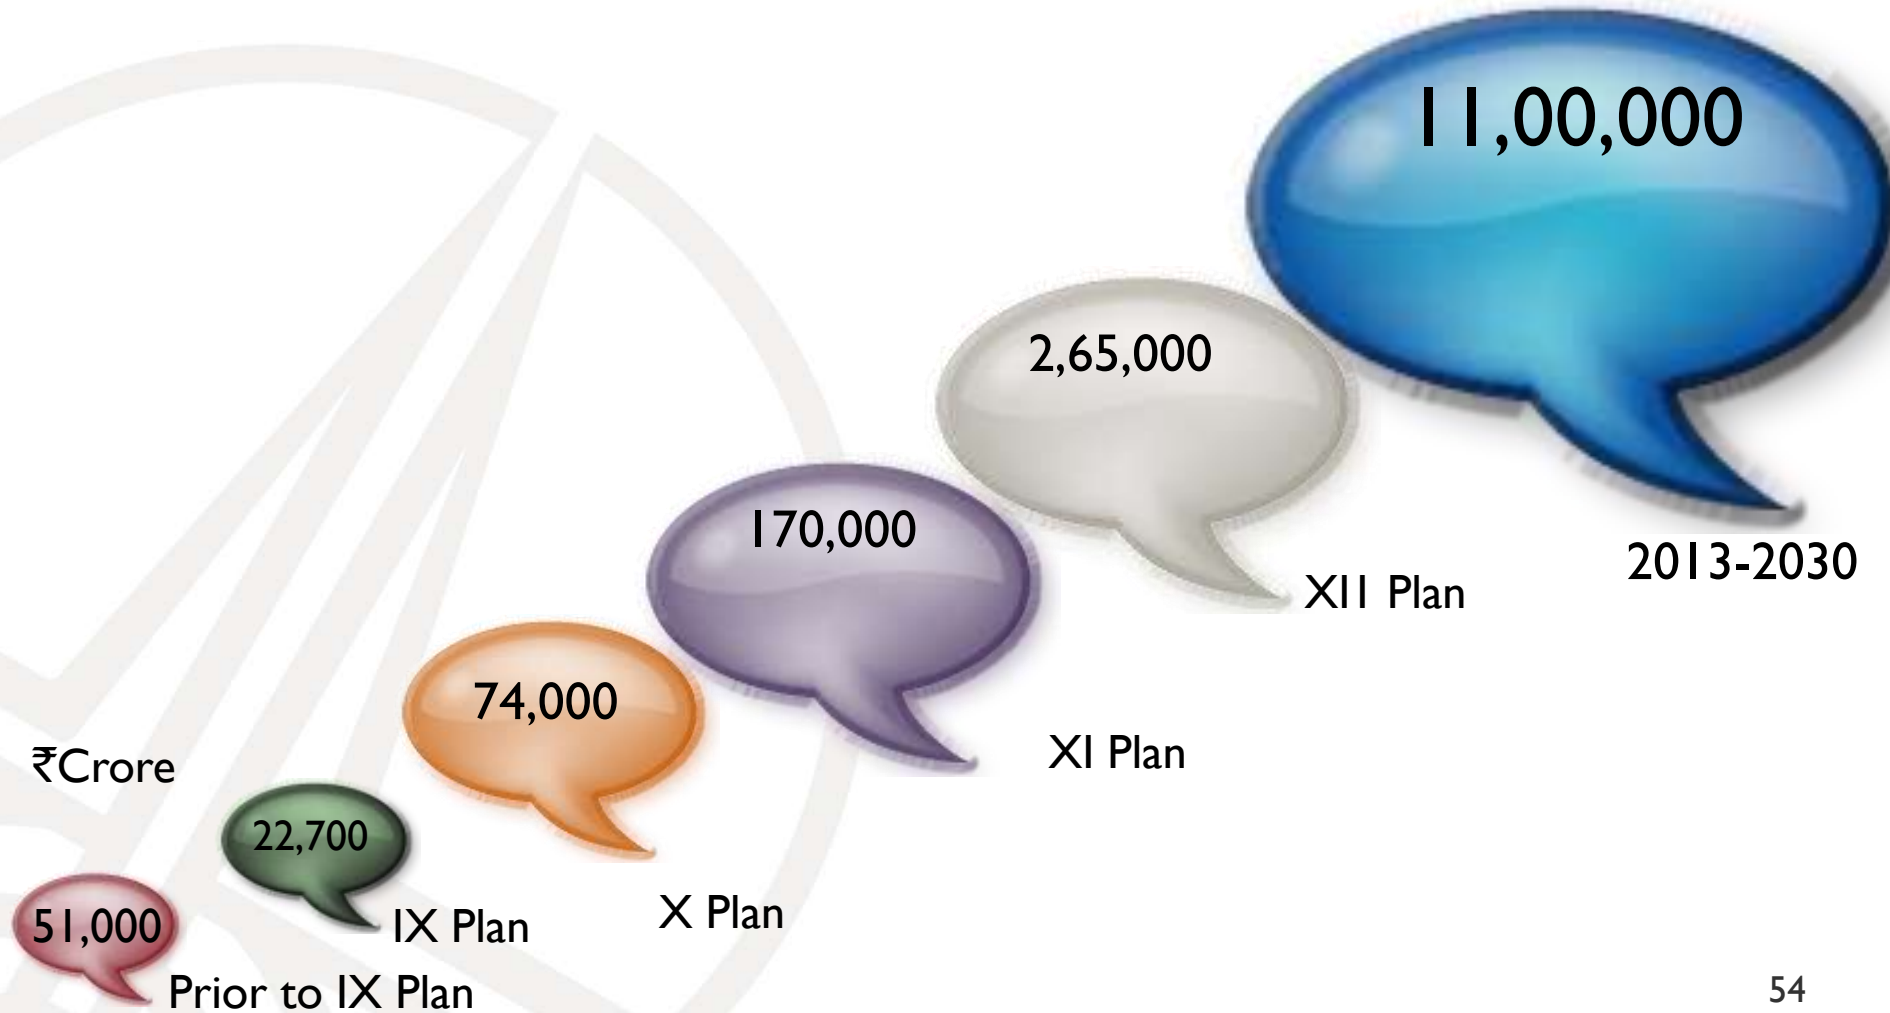 11,00,000
2013-2030
2,65,000
XII Plan
170,000
XI Plan
74,000
X Plan
₹Crore
22,700
IX Plan
51,000
Prior to IX Plan
54